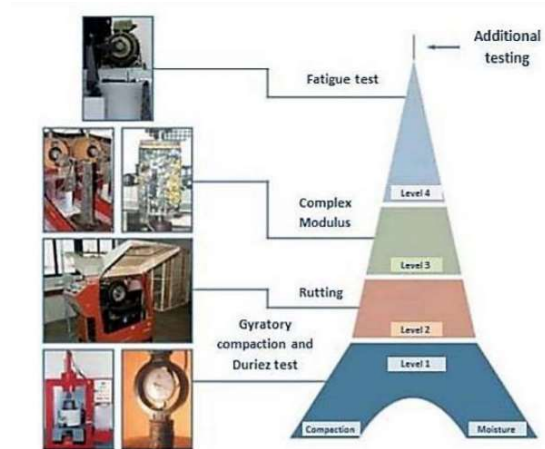 Additional
testing
Fatigue test
Level 4
Complex
Modulus
Level 3
Rutting
Level 2
Gyratory
compaction and
Duriez test
Level 1
Compaction
Moisture